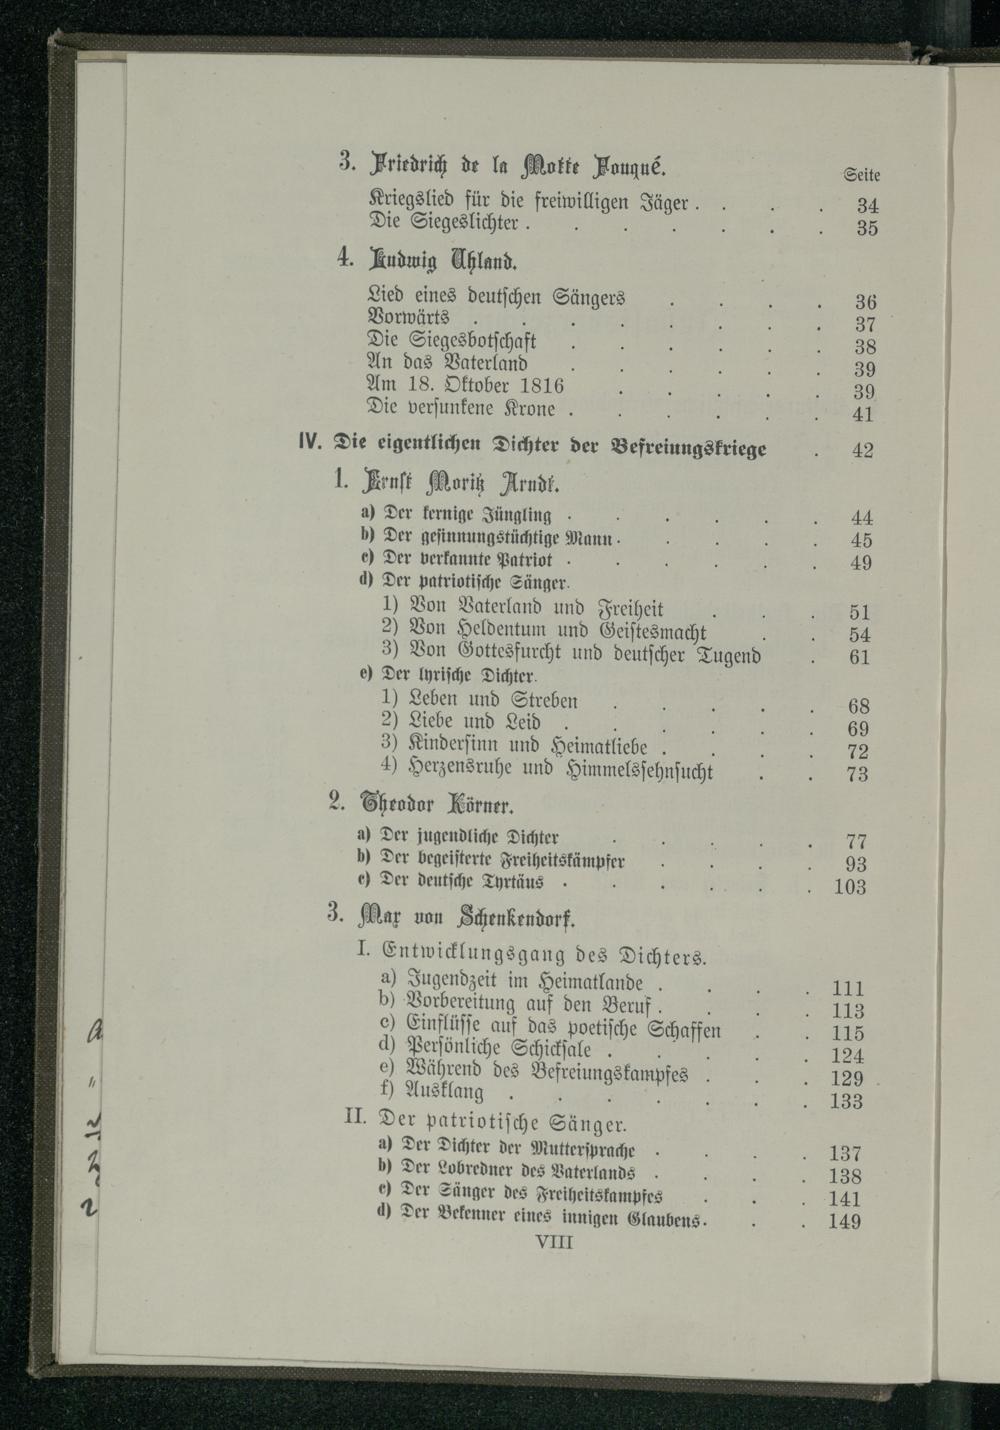 3. Friedrich de la Motte Fouqué.
Seite
Kriegslied für die freiwilligen Jäger . . . . 34
Die Siegeslichter . . . . . . . 35
4. Ludwig Uhland.
Lied eines deutschen Sängers . . . . 36
Vorwärts . . . . . . . . 37
Die Siegesbotschaft . . . . . . 38
An das Vaterland . . . . . . 39
Am 18. Oktober 1816 . . . . . 39
Die versunkene Krone . . . . . . 41
IV. Die eigentlichen Dichter der Befreiungskriege . 42
1. Ernst Moritz Arndt.
a) Der kernige Jüngling . . . . . . 44
b) Der gesinnungstüchtige Mann . . . . . 45
c) Der verkannte Patriot . . . . . . 49
d) Der patriotische Sänger.
1) Von Vaterland und Freiheit . . . 51
2) Von Heldentum und Geistesmacht . . 54
3) Von Gottesfurcht und deutscher Tugend . 61
e) Der lyrische Dichter.
1) Leben und Streben . . . . . 68
2) Liebe und Leid . . . . . . 69
3) Kindersinn und Heimatliebe . . . . 72
4) Herzensruhe und Himmelssehnsucht . . 73
2. Theodor Körner.
a) Der jugendliche Dichter . . . . . 77
b) Der begeisterte Freiheitskämpfer . . . . 93
c) Der deutsche Tyrtäus . . . . . . 103
3. Max von Schenkendorf.
I. Entwicklungsgang des Dichters.
a) Jugendzeit im Heimatlande . . . . 111
b) Vorbereitung auf den Beruf . . . . 113
c) Einflüsse auf das poetische Schaffen . . 115
d) Persönliche Schicksale . . . . . 124
e) Während des Befreiungskampfes . . . 129
f) Ausklang . . . . . . . 133
II. Der patriotische Sänger.
a) Der Dichter der Muttersprache . . . . 137
b) Der Lobredner des Vaterlands . . . . 138
c) Der Sänger des Freiheitskampfes . . . 141
d) Der Bekenner eines innigen Glaubens . . . 149
VIII